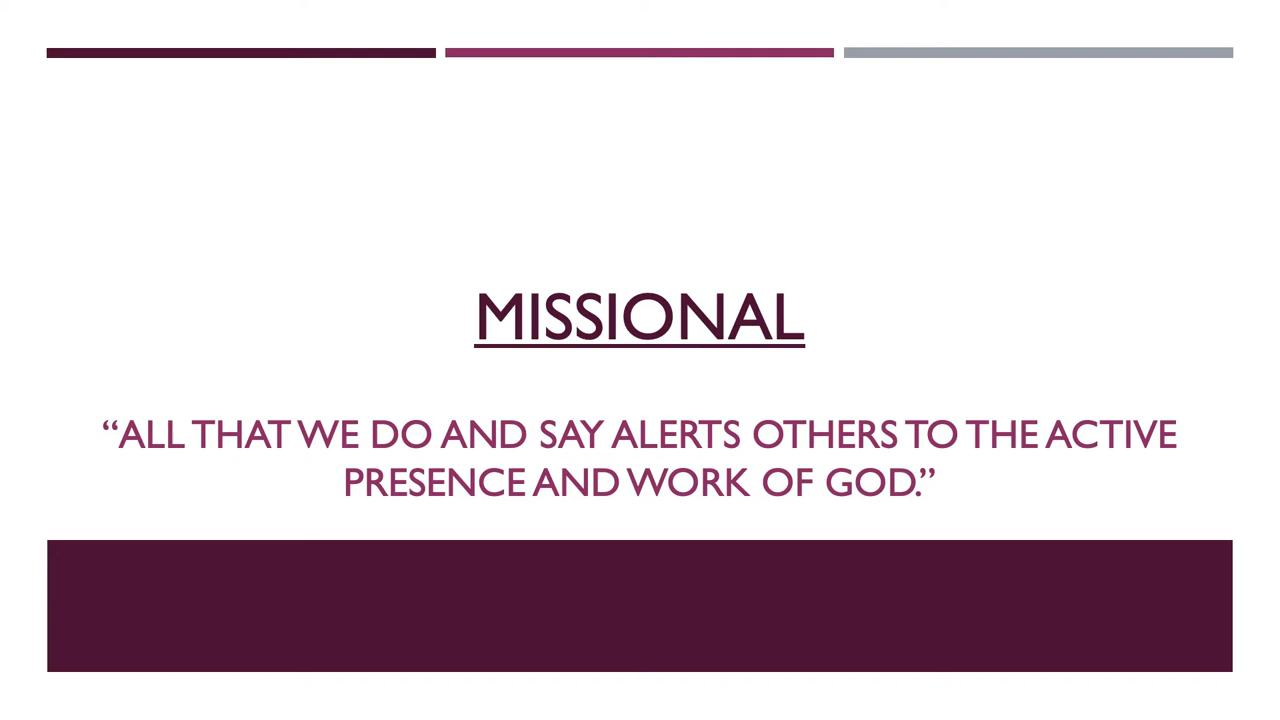 MISSIONAL
“ALL THAT WE DO AND SAY ALERTS OTHERS TO THE ACTIVE
PRESENCE AND WORK OF GOD.”